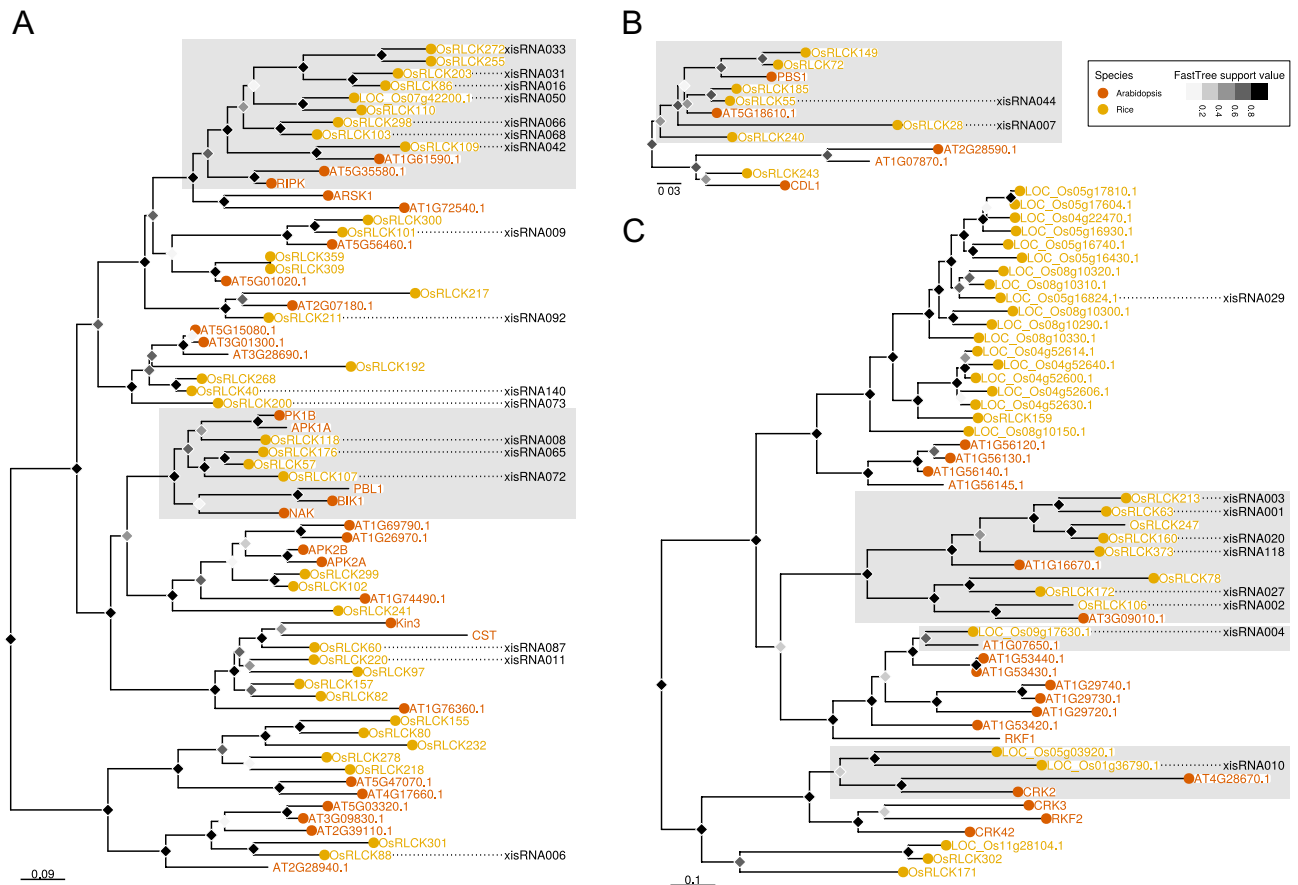 A
OsRLCK272 xisRNA033
OsRLCK255
OsRLCK203 xisRNA031
OsRLCK86 xisRNA016
LOC_Os07g42200.1 xisRNA050
OsRLCK110
OsRLCK298 xisRNA066
OsRLCK103 xisRNA068
OsRLCK109 xisRNA042
AT1G61590.1
AT5G35580.1
RIPK
ARSK1
AT1G72540.1
OsRLCK300
OsRLCK101 xisRNA009
AT5G56460.1
OsRLCK359
OsRLCK309
AT5G01020.1
OsRLCK217
AT2G07180.1
OsRLCK211 xisRNA092
AT5G15080.1
AT3G01300.1
AT3G28690.1
OsRLCK192
OsRLCK268
OsRLCK40 xisRNA140
OsRLCK200 xisRNA073
PK1B
APK1A
OsRLCK118 xisRNA008
OsRLCK176 xisRNA065
OsRLCK57
OsRLCK107 xisRNA072
PBL1
BIK1
NAK
AT1G69790.1
AT1G26970.1
APK2B
APK2A
OsRLCK299
OsRLCK102
AT1G74490.1
OsRLCK241
Kin3
CST
OsRLCK60 xisRNA087
OsRLCK220 xisRNA011
OsRLCK97
OsRLCK157
OsRLCK82
AT1G76360.1
OsRLCK155
OsRLCK80
OsRLCK232
OsRLCK278
OsRLCK218
AT5G47070.1
AT4G17660.1
AT5G03320.1
AT3G09830.1
AT2G39110.1
OsRLCK301
OsRLCK88 xisRNA006
AT2G28940.1
0.09
B
OsRLCK149
OsRLCK72
PBS1
OsRLCK185
OsRLCK55 xisRNA044
AT5G18610.1
OsRLCK28 xisRNA007
OsRLCK240
AT2G28590.1
AT1G07870.1
OsRLCK243
CDL1
0 03
Species FastTree support value
Arabidopsis
Rice
0.2 0.4 0.6 0.8
C
LOC_Os05g17810.1
LOC_Os05g17604.1
LOC_Os04g22470.1
LOC_Os05g16930.1
LOC_Os05g16740.1
LOC_Os05g16430.1
LOC_Os08g10320.1
LOC_Os08g10310.1
LOC_Os05g16824.1 xisRNA029
LOC_Os08g10300.1
LOC_Os08g10290.1
LOC_Os08g10330.1
LOC_Os04g52614.1
LOC_Os04g52640.1
LOC_Os04g52600.1
LOC_Os04g52606.1
LOC_Os04g52630.1
OsRLCK159
LOC_Os08g10150.1
AT1G56120.1
AT1G56130.1
AT1G56140.1
AT1G56145.1
OsRLCK213 xisRNA003
OsRLCK63 xisRNA001
OsRLCK247
OsRLCK160 xisRNA020
OsRLCK373 xisRNA118
AT1G16670.1
OsRLCK78
OsRLCK172 xisRNA027
OsRLCK106 xisRNA002
AT3G09010.1
LOC_Os09g17630.1 xisRNA004
AT1G07650.1
AT1G53440.1
AT1G53430.1
AT1G29740.1
AT1G29730.1
AT1G29720.1
AT1G53420.1
RKF1
LOC_Os05g03920.1
LOC_Os01g36790.1 xisRNA010
AT4G28670.1
CRK2
CRK3
RKF2
CRK42
LOC_Os11g28104.1
OsRLCK302
OsRLCK171
0.1